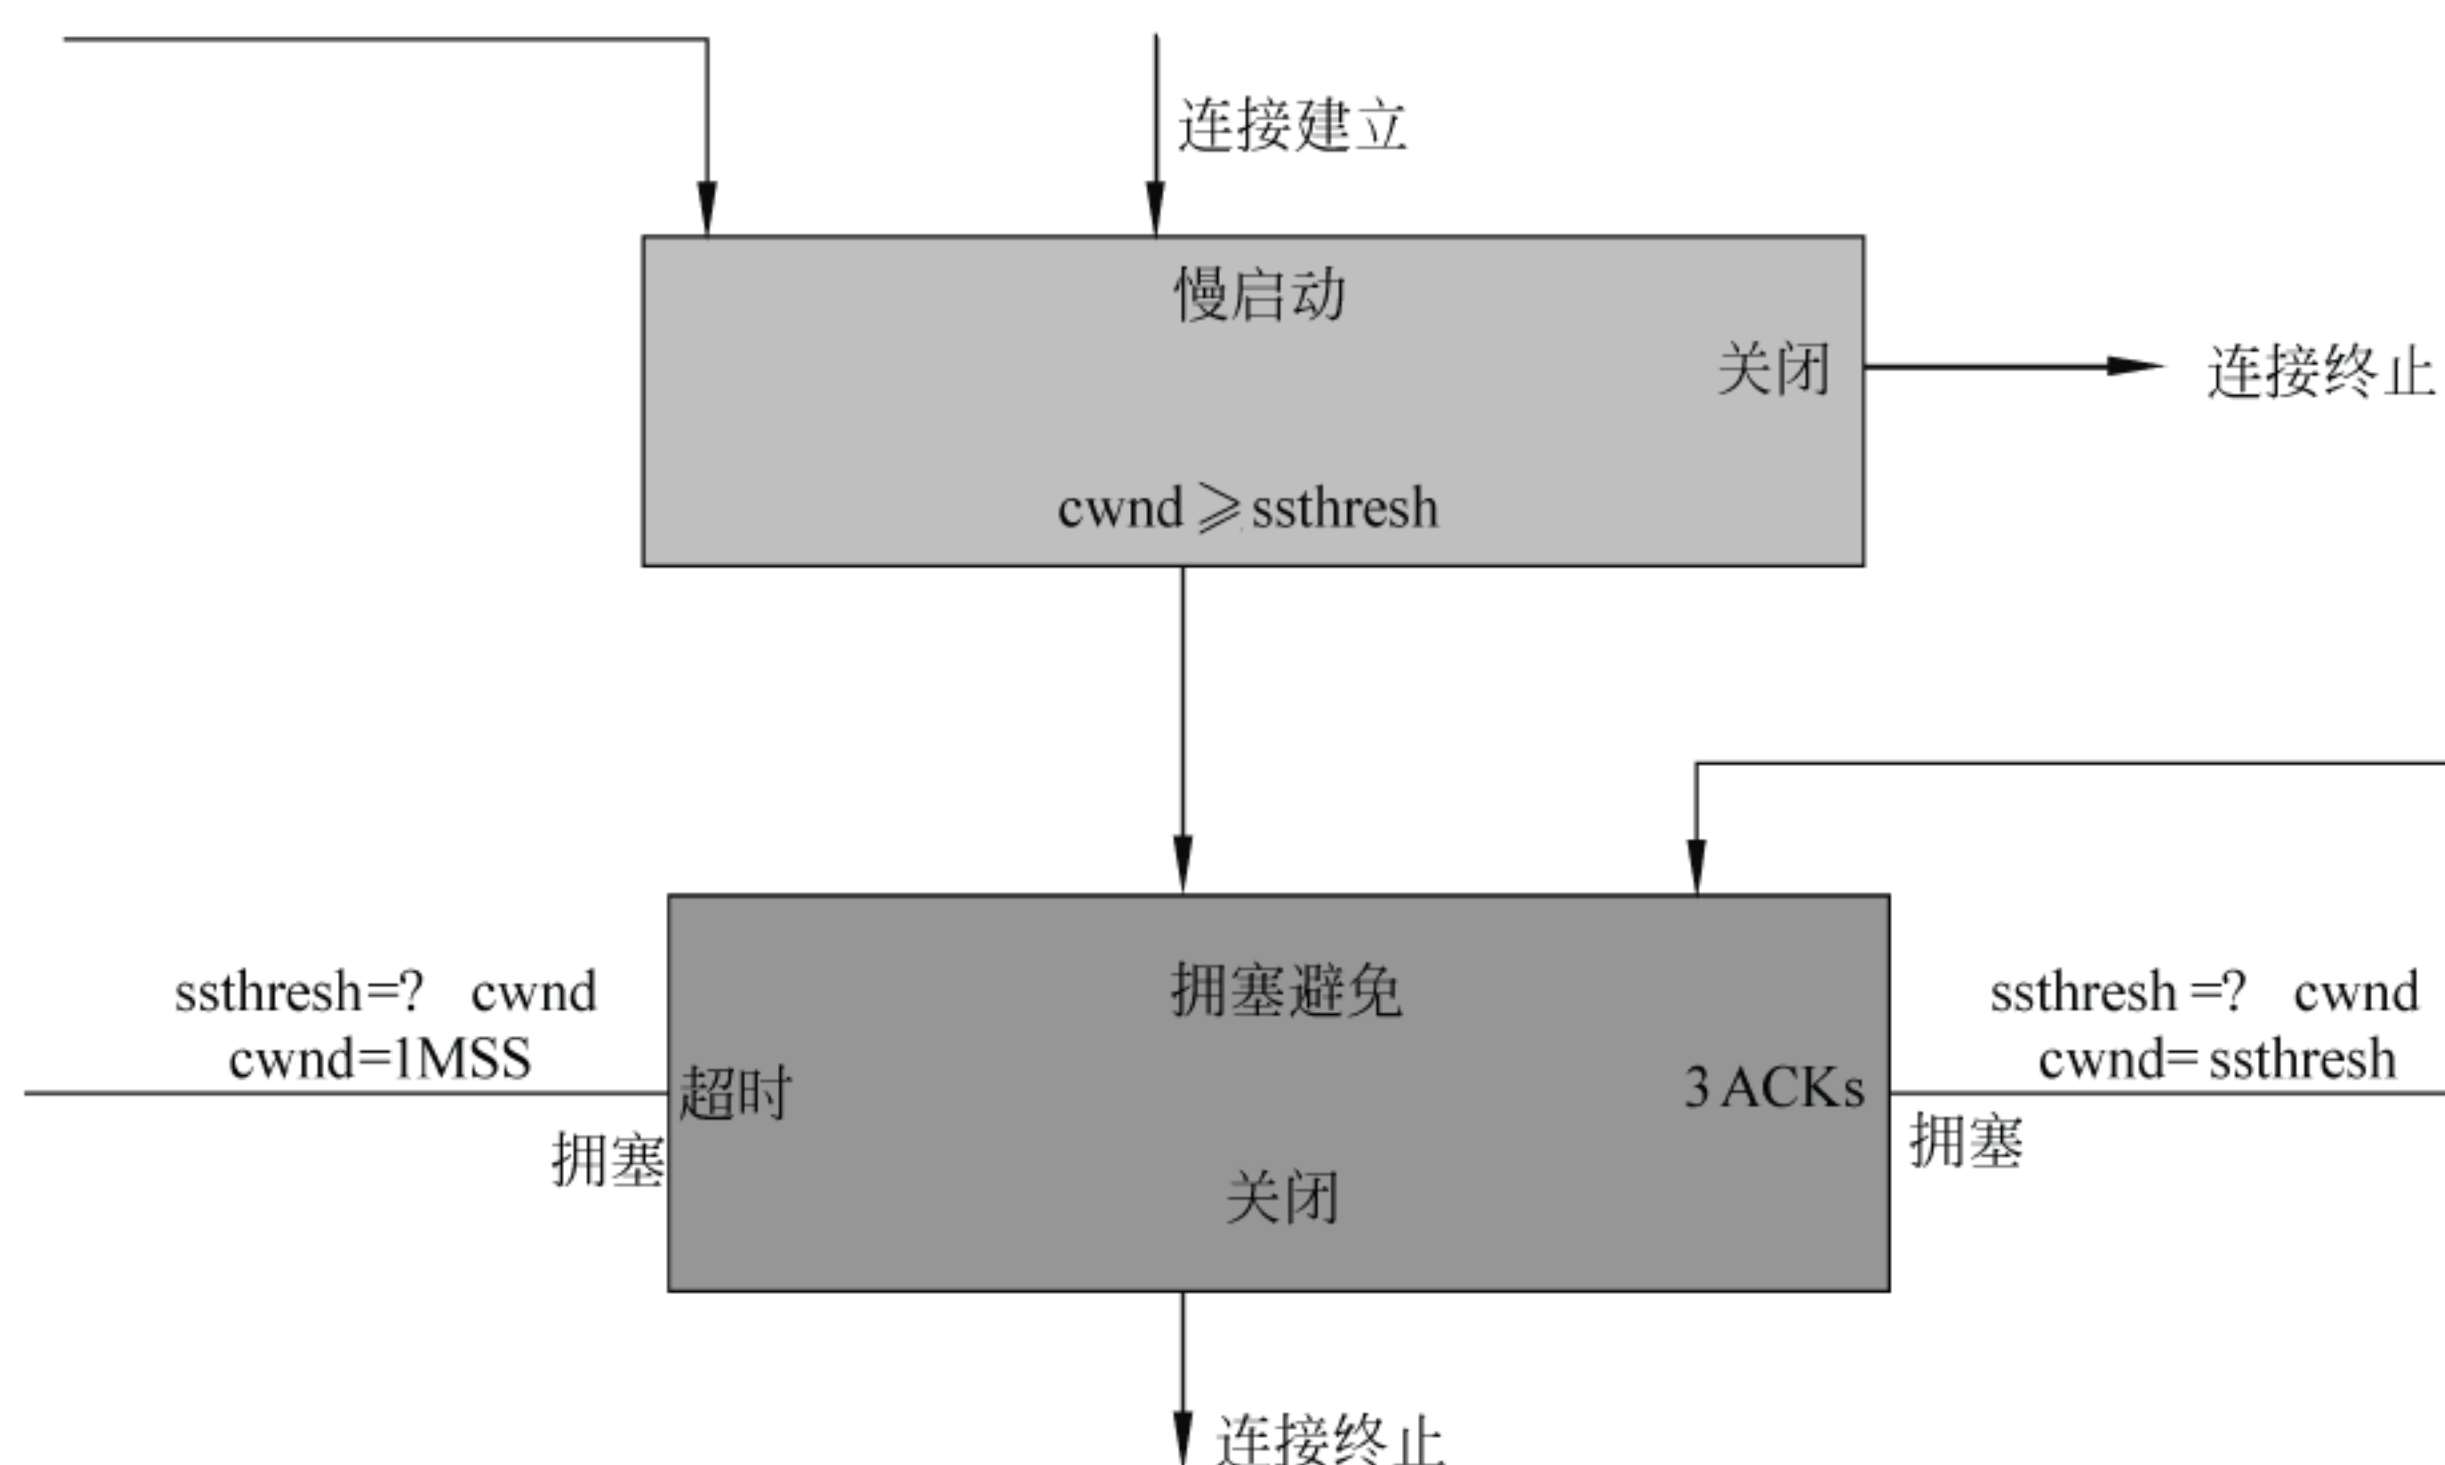 连接建立
慢启动
关闭
连接终止
cwnd⩾ssthresh
ssthresh=? cwnd
cwnd=1MSS
拥塞避免
ssthresh=? cwnd
cwnd=ssthresh
超时
3 ACKs
拥塞
拥塞
关闭
连接终止